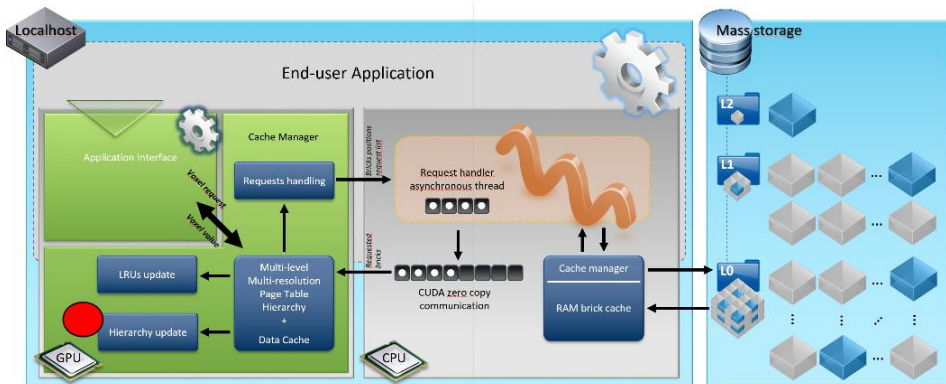 Localhost
Mass storage
End-user Application
Application Interface
Cache Manager
Requests handling
Bricks positions
request list
Request handler
asynchronous thread
Voxel request
Voxel value
LRUs update
Hierarchy update
Multi-level
Multi-resolution
Page Table
Hierarchy
+
Data Cache
Requested
bricks
CUDA zero copy
communication
Cache manager
RAM brick cache
GPU
CPU
L2
L1
...
...
L0
...
...